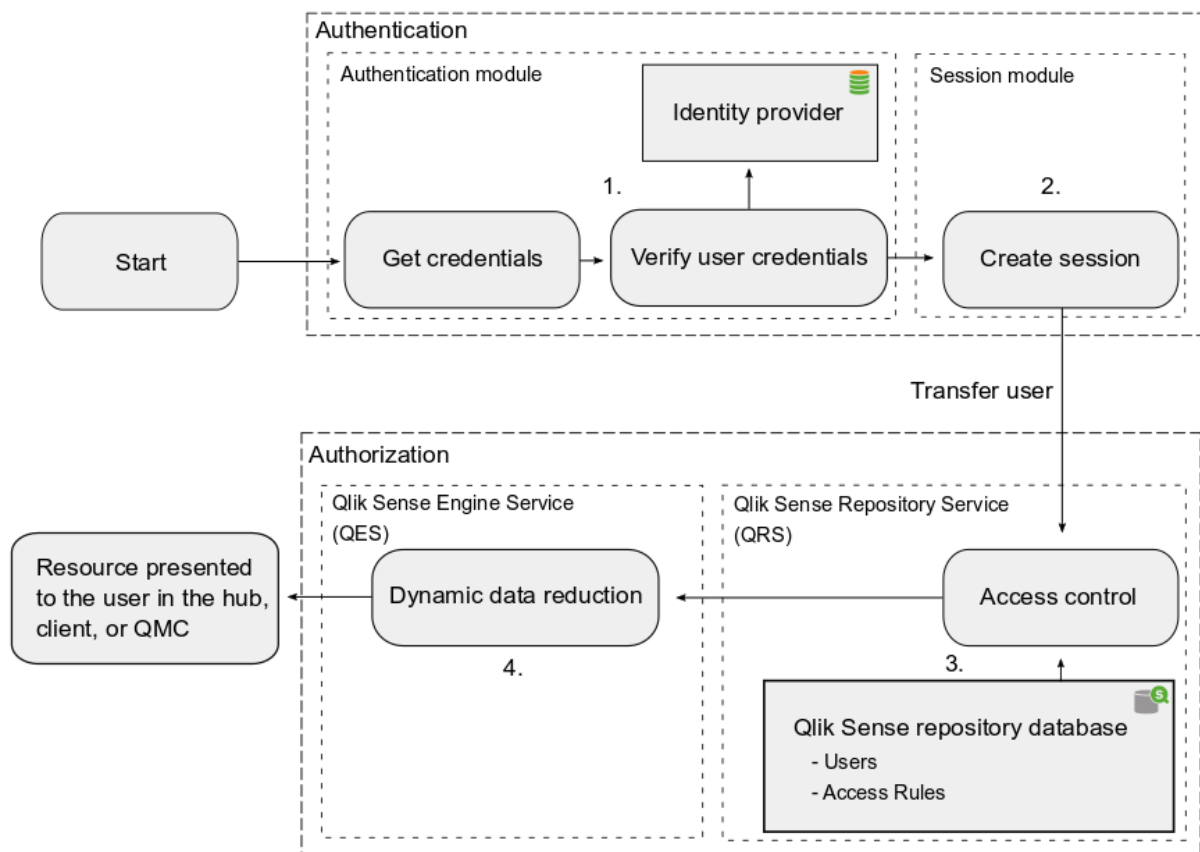 Authentication
Authentication module
Identity provider
Session module
1.
2.
Start
Get credentials
Verify user credentials
Create session
Transfer user
Authorization
Qlik Sense Engine Service
(QES)
Qlik Sense Repository Service
(QRS)
Resource presented
to the user in the hub,
client, or QMC
Dynamic data reduction
Access control
4.
3.
S
Qlik Sense repository database
- Users
- Access Rules